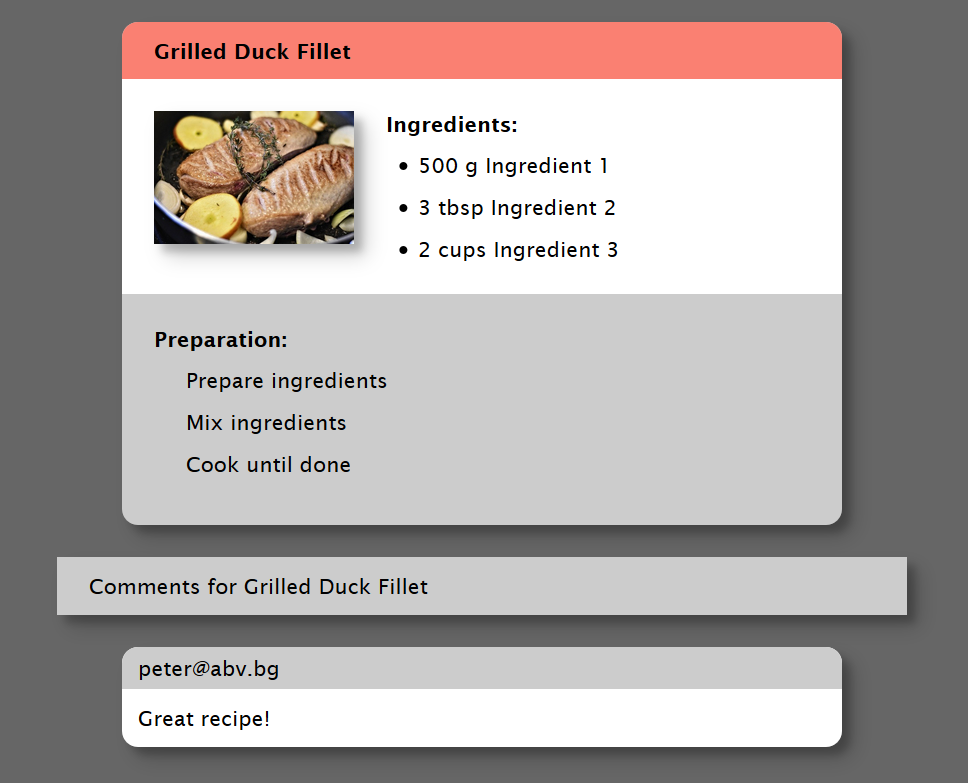 Grilled Duck Fillet
Ingredients:
500 g Ingredient 1
3 tbsp Ingredient 2
2 cups Ingredient 3
Preparation:
Prepare ingredients
Mix ingredients
Cook until done
Comments for Grilled Duck Fillet
peter@abv.bg
Great recipe!